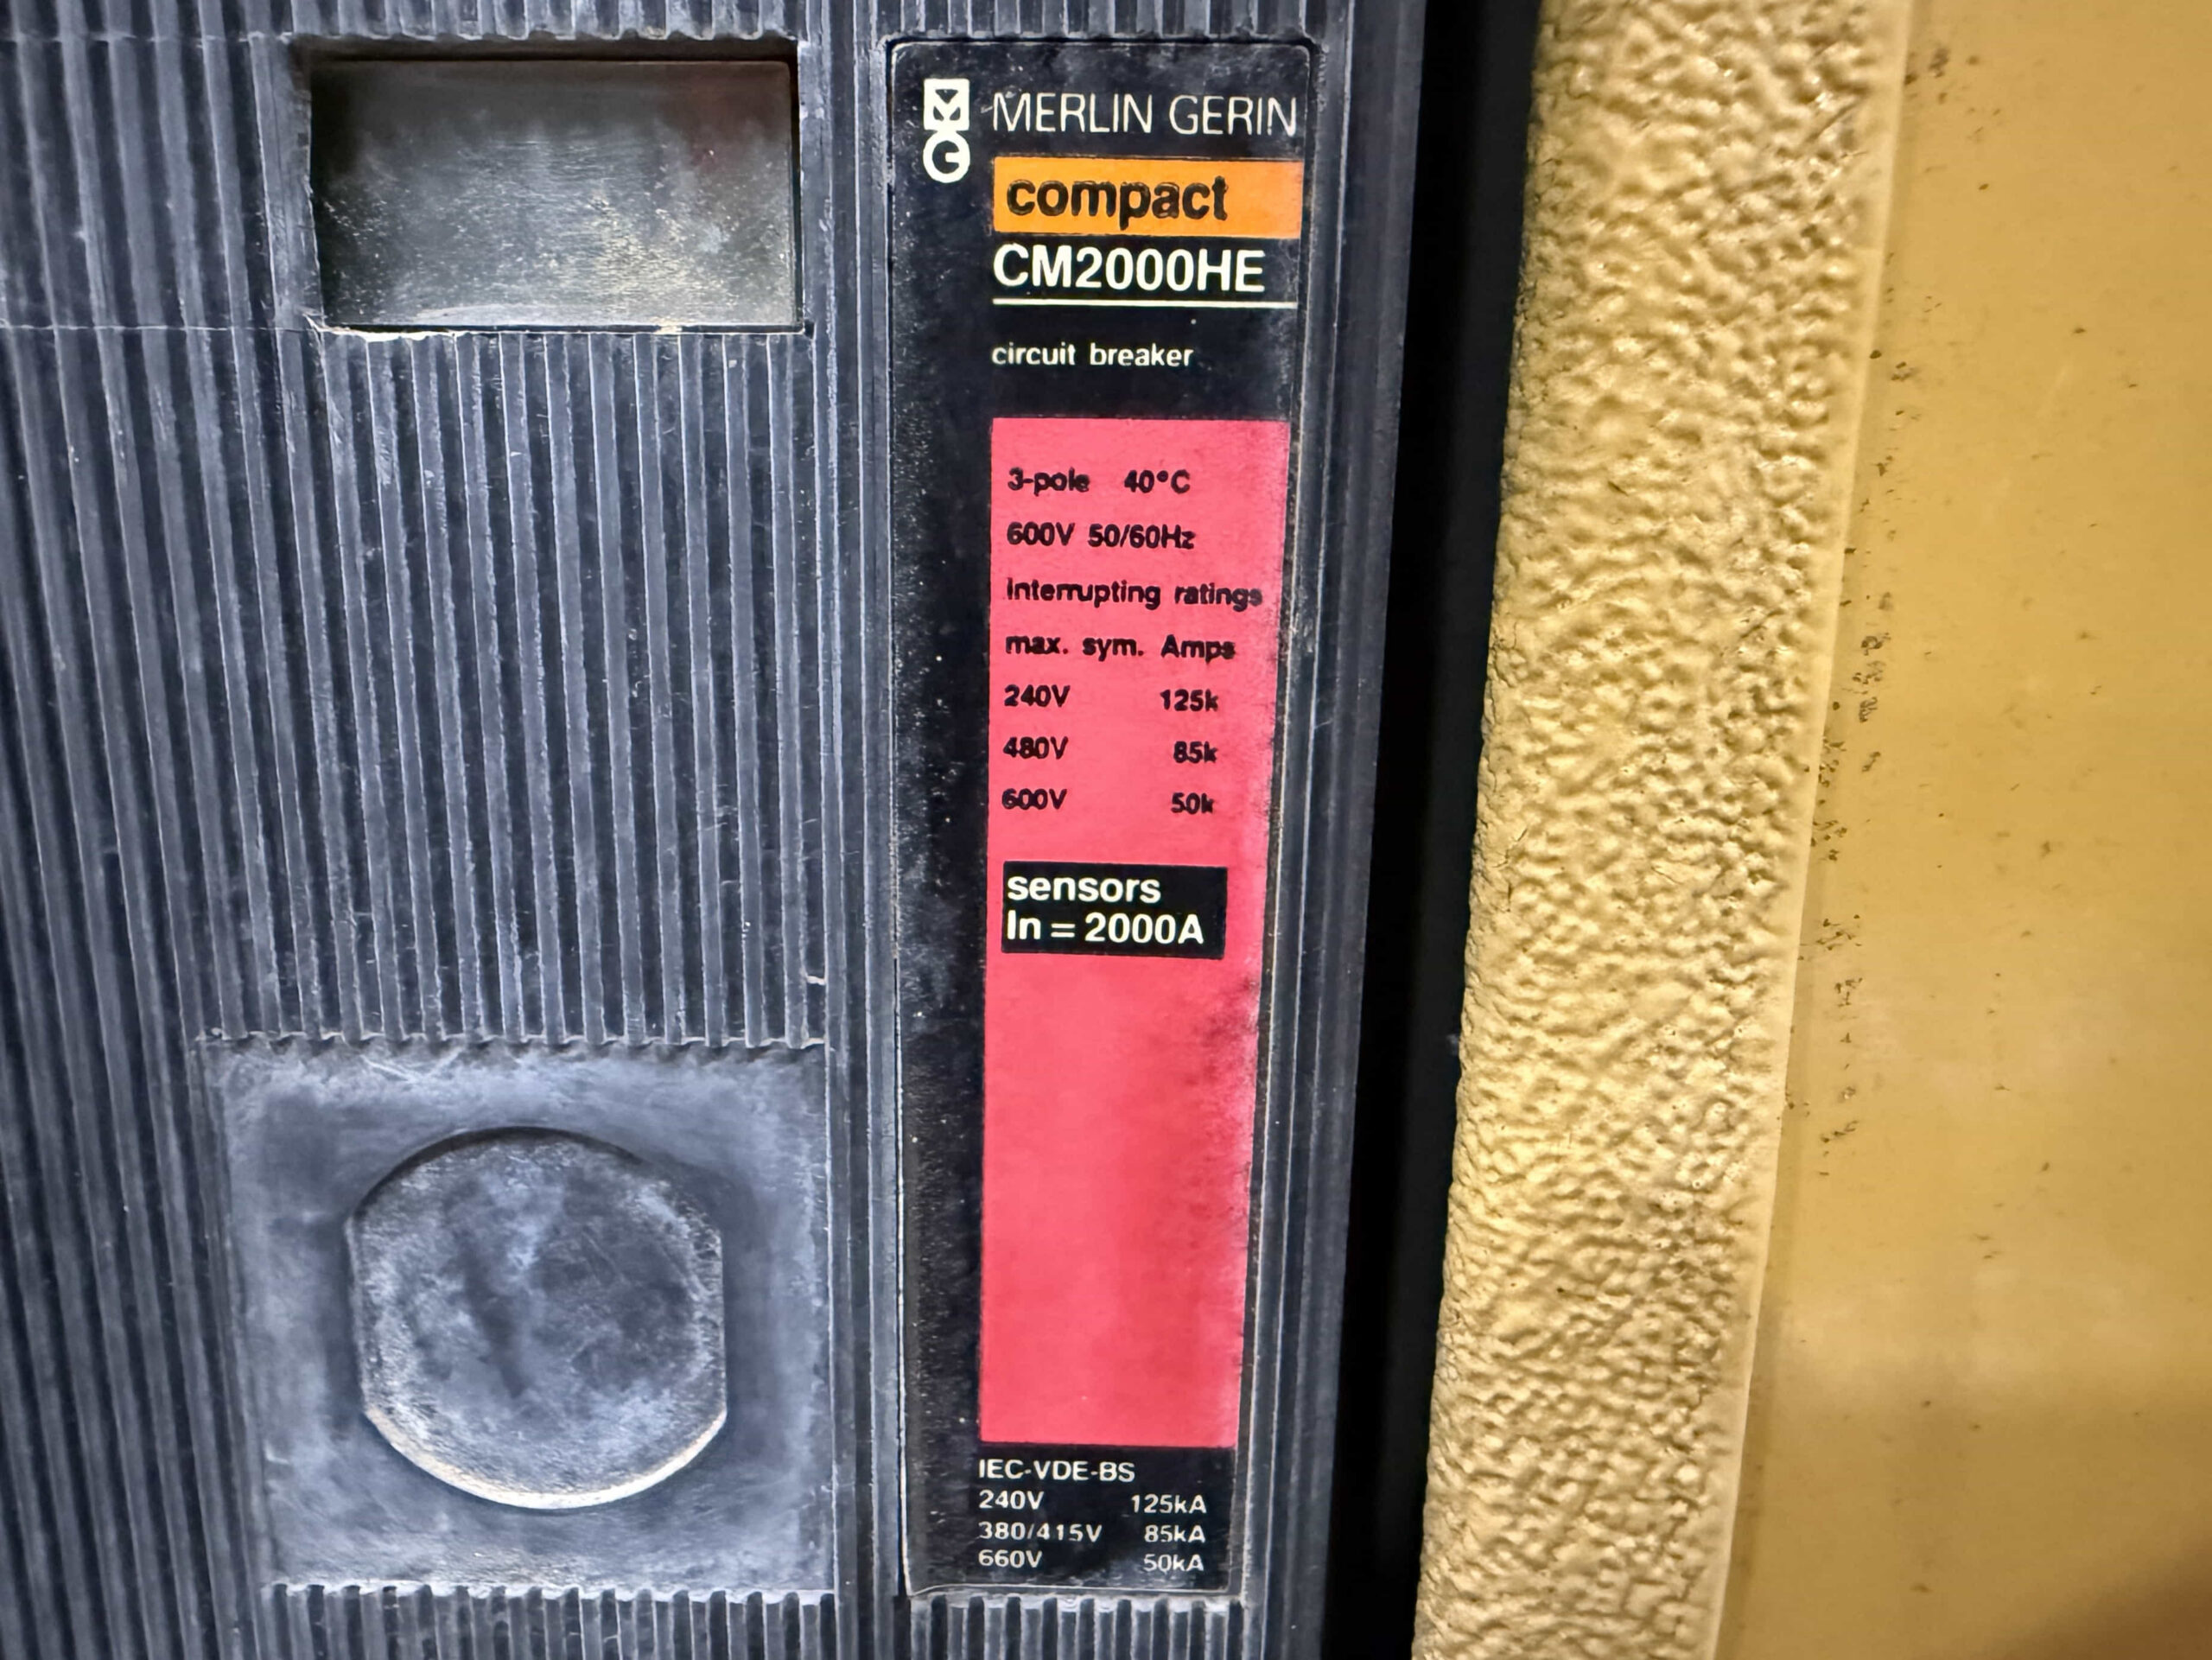 MG MERLIN GERIN
compact
CM2000HE
circuit breaker
3-pole 40°C
600V 50/60Hz
Interrupting ratings
max. sym. Amps
240V 125k
480V 85k
600V 50k
sensors
In = 2000A
IEC-VDE-BS
240V 125kA
380/415V 85kA
660V 50kA